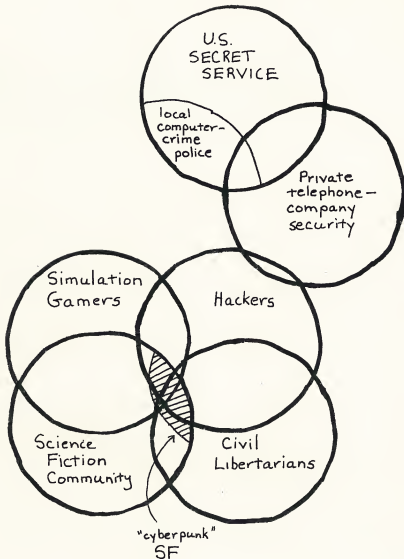 U.S.
SECRET
SERVICE
local
computer-
crime
police
Private
telephone-
company
security
Simulation
Gamers
Hackers
Science
Fiction
Community
Civil
Libertarians
"cyberpunk"
SF